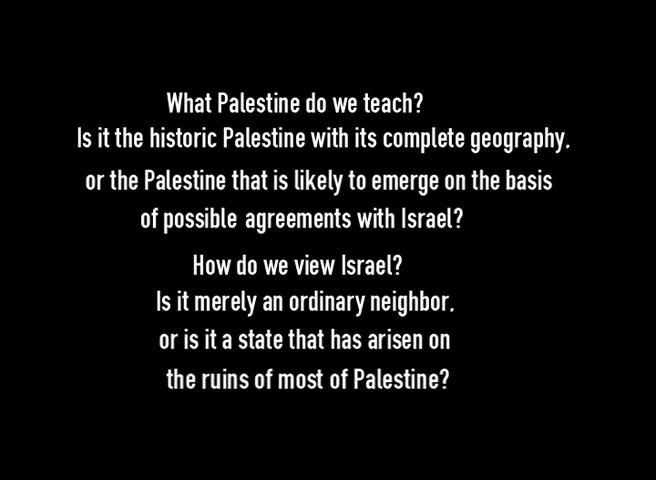 What Palestine do we teach?
Is it the historic Palestine with its complete geography,
or the Palestine that is likely to emerge on the basis
of possible agreements with Israel?
How do we view Israel?
Is it merely an ordinary neighbor,
or is it a state that has arisen on
the ruins of most of Palestine?